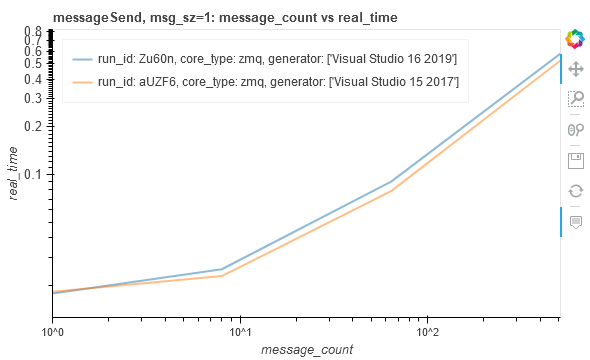 messageSend, msg_sz=1: message_count vs real_time
run_id: Zu60n, core_type: zmq, generator: ['Visual Studio 16 2019']
run_id: aUZF6, core_type: zmq, generator: ['Visual Studio 15 2017']
real_time
0.8
0.7
0.6
0.5
0.4
0.3
0.2
0.1
10^0
10^1
10^2
message_count